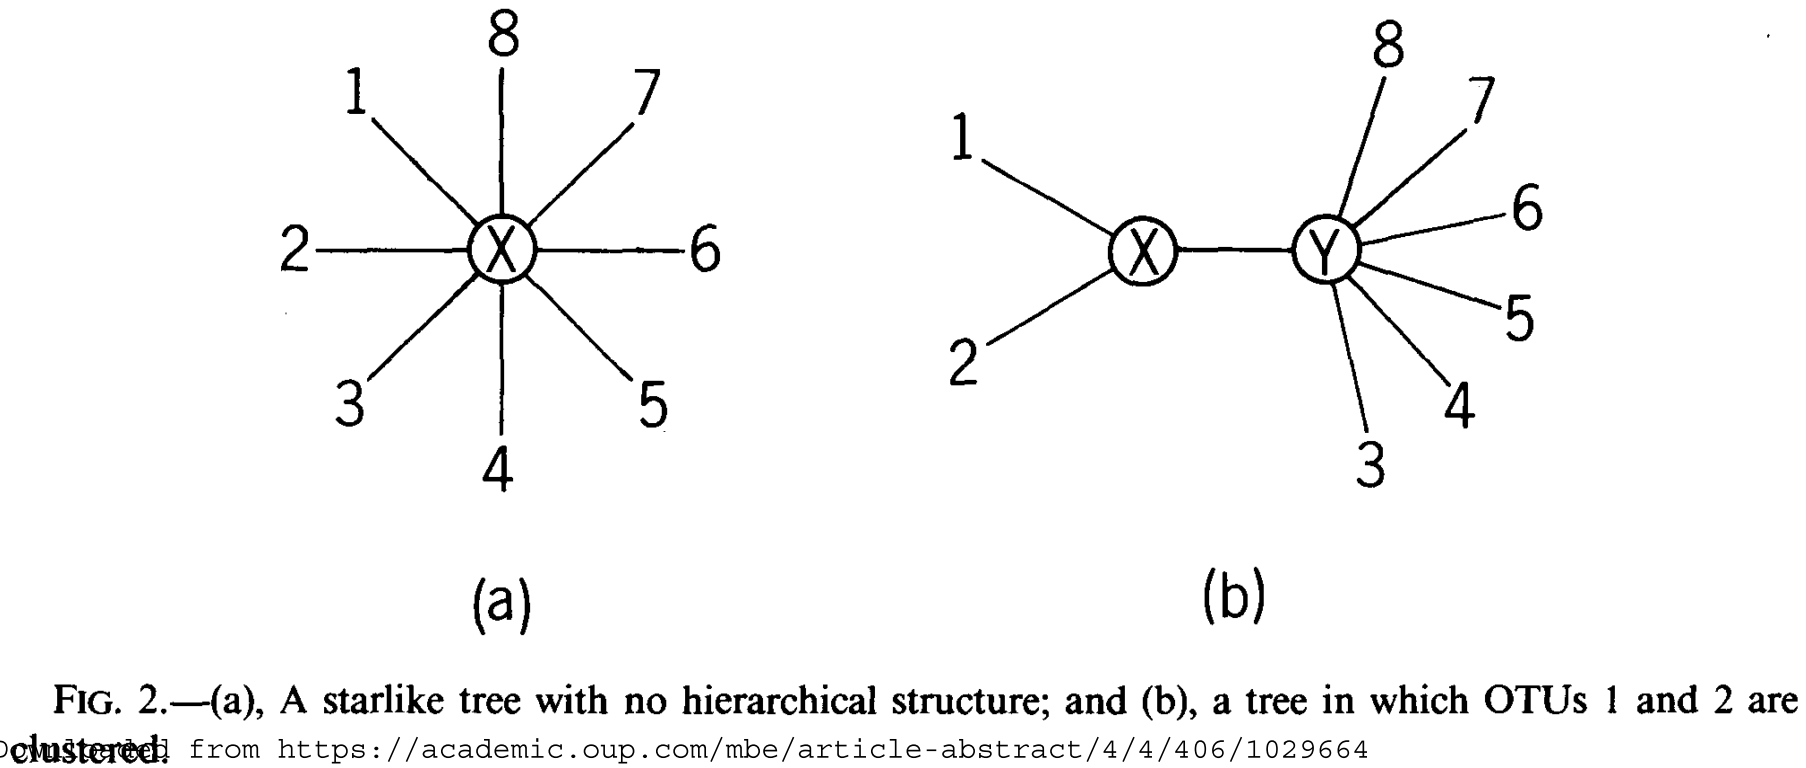 8
1
7
2
X
6
3
5
4
(a)
8
7
1
6
X
Y
5
2
4
3
(b)
FIG. 2.—(a), A starlike tree with no hierarchical structure; and (b), a tree in which OTUs 1 and 2 are
clustered.
Downloaded from https://academic.oup.com/mbe/article-abstract/4/4/406/1029664